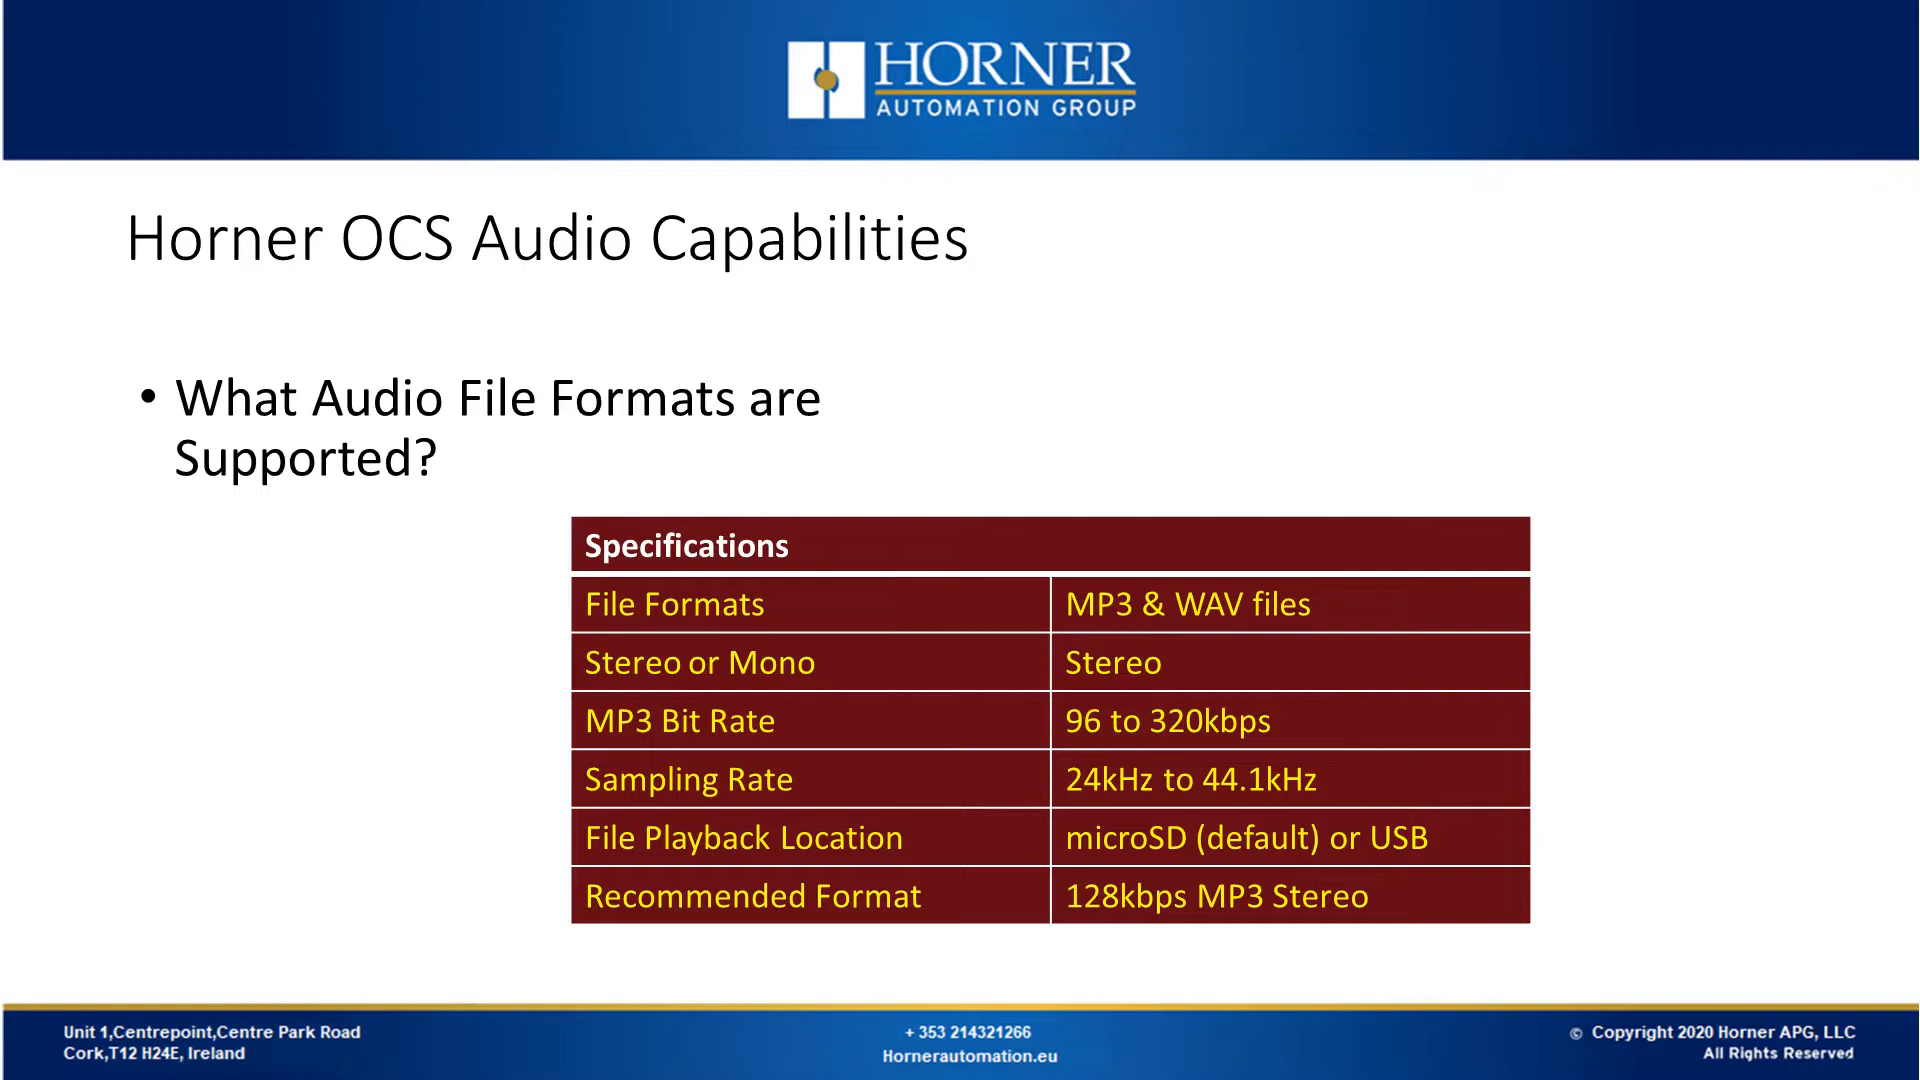 HORNER
AUTOMATION GROUP
Horner OCS Audio Capabilities
• What Audio File Formats are
Supported?
Specifications
File Formats MP3 & WAV files
Stereo or Mono Stereo
MP3 Bit Rate 96 to 320kbps
Sampling Rate 24kHz to 44.1kHz
File Playback Location microSD (default) or USB
Recommended Format 128kbps MP3 Stereo
Unit 1,Centrepoint,Centre Park Road
Cork,T12 H24E, Ireland
+ 353 214321266
Hornerautomation.eu
© Copyright 2020 Horner APG, LLC
All Rights Reserved